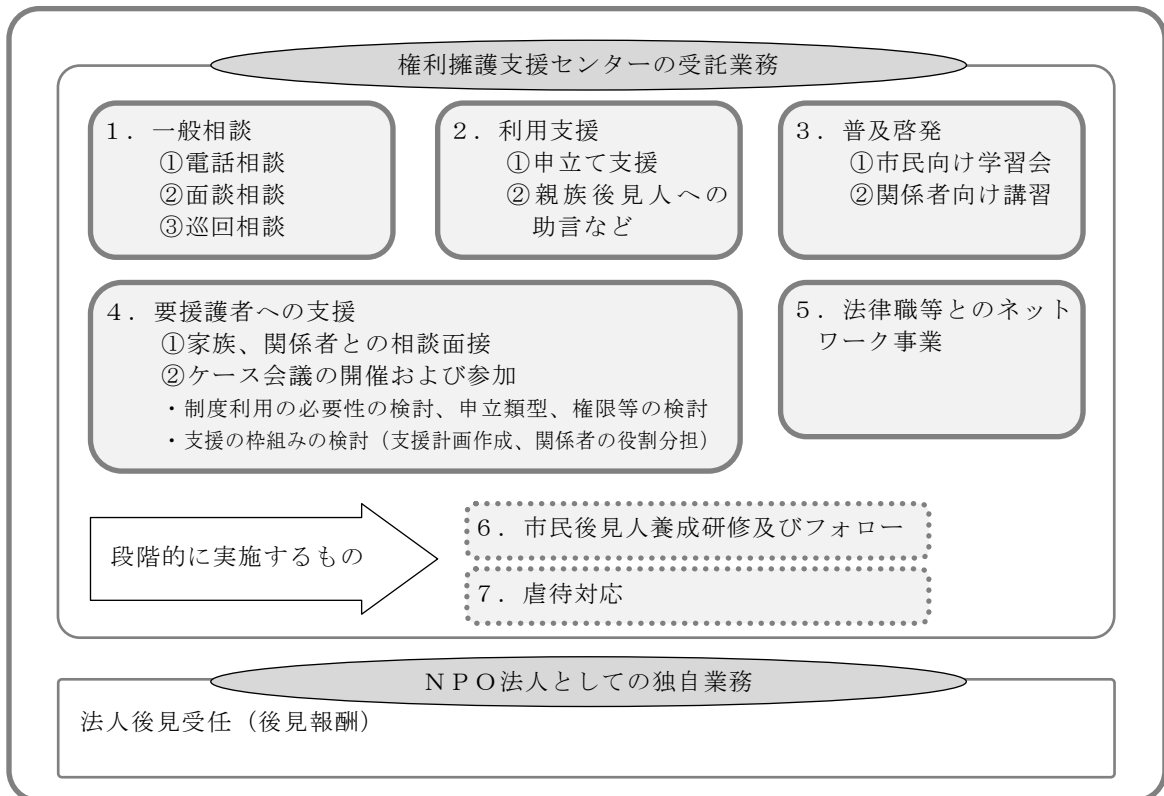 権利擁護支援センターの受託業務
１．一般相談
①電話相談
②面談相談
③巡回相談
２．利用支援
①申立て支援
②親族後見人への
助言など
３．普及啓発
①市民向け学習会
②関係者向け講習
４．要援護者への支援
①家族、関係者との相談面接
②ケース会議の開催および参加
・制度利用の必要性の検討、申立類型、権限等の検討
・支援の枠組みの検討（支援計画作成、関係者の役割分担）
５．法律職等とのネット
ワーク事業
段階的に実施するもの
６．市民後見人養成研修及びフォロー
７．虐待対応
ＮＰＯ法人としての独自業務
法人後見受任（後見報酬）